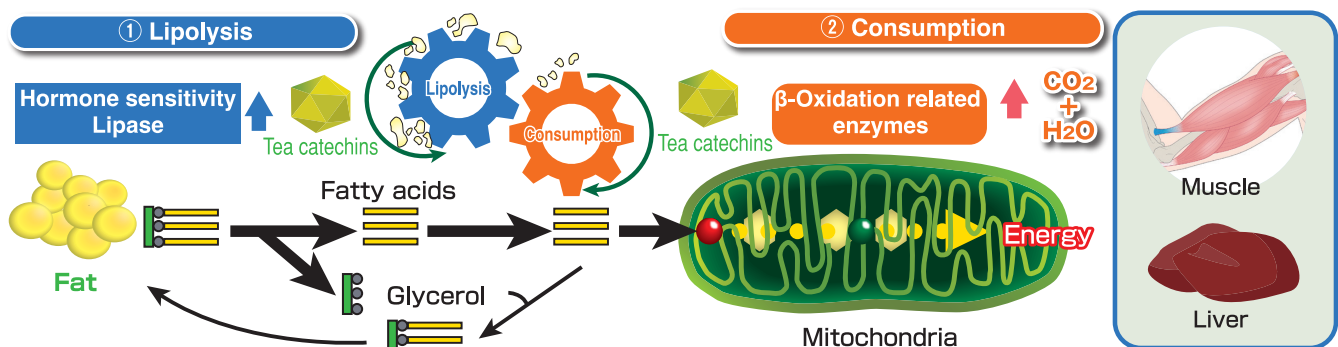 ① Lipolysis
Hormone sensitivity
Lipase
Tea catechins
Lipolysis
Consumption
② Consumption
Tea catechins
β-Oxidation related
enzymes
CO2
+
H2O
Fat
Fatty acids
Glycerol
Energy
Mitochondria
Muscle
Liver